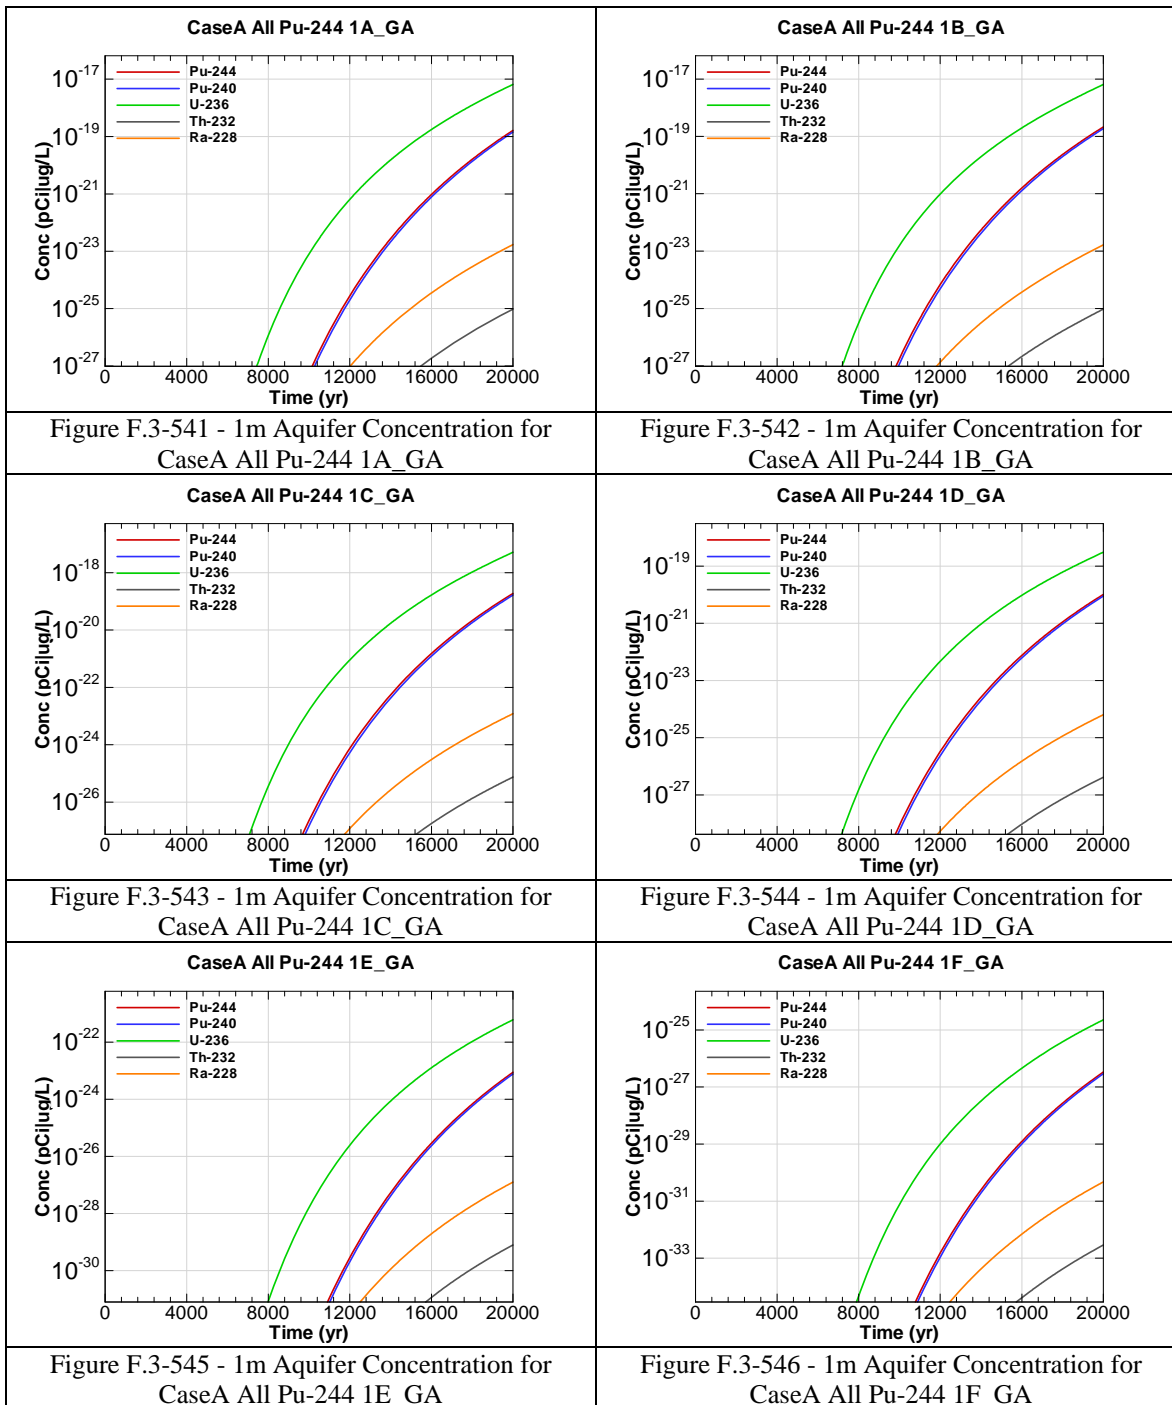 CaseA All Pu-244 1A_GA
Pu-244
Pu-240
U-236
Th-232
Ra-228
Conc (pCi|ug/L)
10-17
10-19
10-21
10-23
10-25
10-27
0 4000 8000 12000 16000 20000
Time (yr)
Figure F.3-541 - 1m Aquifer Concentration for
CaseA All Pu-244 1A_GA
CaseA All Pu-244 1B_GA
Pu-244
Pu-240
U-236
Th-232
Ra-228
Conc (pCi|ug/L)
10-17
10-19
10-21
10-23
10-25
10-27
0 4000 8000 12000 16000 20000
Time (yr)
Figure F.3-542 - 1m Aquifer Concentration for
CaseA All Pu-244 1B_GA
CaseA All Pu-244 1C_GA
Pu-244
Pu-240
U-236
Th-232
Ra-228
Conc (pCi|ug/L)
10-18
10-20
10-22
10-24
10-26
0 4000 8000 12000 16000 20000
Time (yr)
Figure F.3-543 - 1m Aquifer Concentration for
CaseA All Pu-244 1C_GA
CaseA All Pu-244 1D_GA
Pu-244
Pu-240
U-236
Th-232
Ra-228
Conc (pCi|ug/L)
10-19
10-21
10-23
10-25
10-27
0 4000 8000 12000 16000 20000
Time (yr)
Figure F.3-544 - 1m Aquifer Concentration for
CaseA All Pu-244 1D_GA
CaseA All Pu-244 1E_GA
Pu-244
Pu-240
U-236
Th-232
Ra-228
Conc (pCi|ug/L)
10-22
10-24
10-26
10-28
10-30
0 4000 8000 12000 16000 20000
Time (yr)
Figure F.3-545 - 1m Aquifer Concentration for
CaseA All Pu-244 1E_GA
CaseA All Pu-244 1F_GA
Pu-244
Pu-240
U-236
Th-232
Ra-228
Conc (pCi|ug/L)
10-25
10-27
10-29
10-31
10-33
0 4000 8000 12000 16000 20000
Time (yr)
Figure F.3-546 - 1m Aquifer Concentration for
CaseA All Pu-244 1F_GA